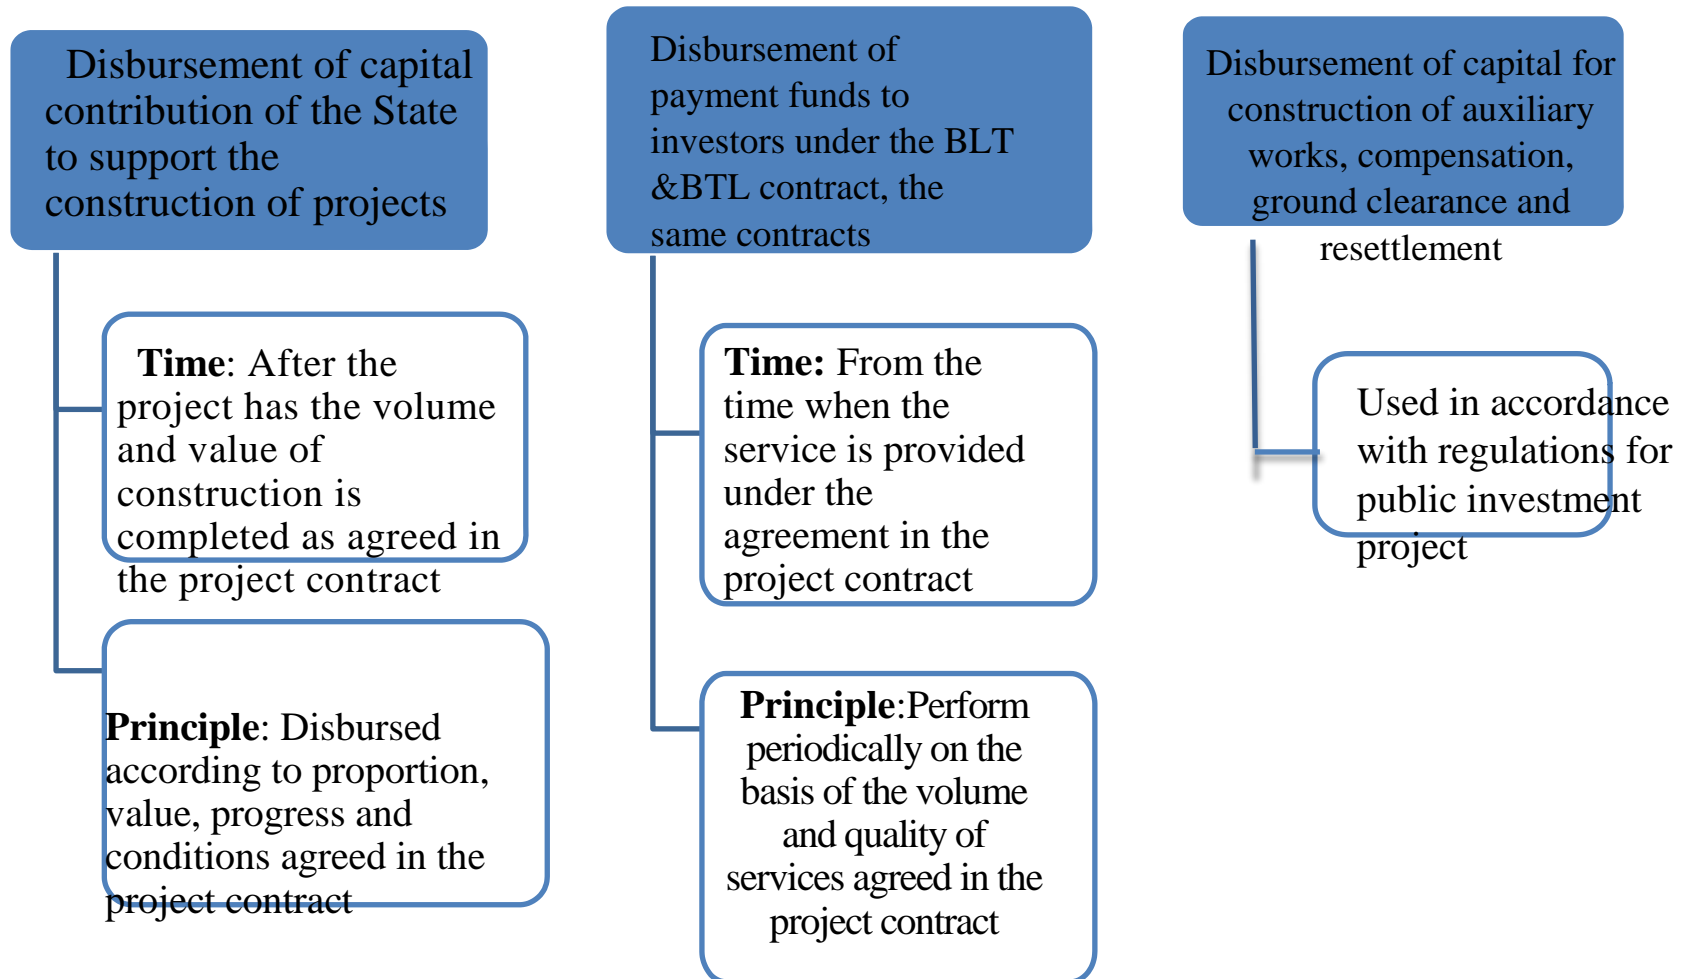 Disbursement of capital
contribution of the State
to support the
construction of projects
Time: After the
project has the volume
and value of
construction is
completed as agreed in
the project contract
Principle: Disbursed
according to proportion,
value, progress and
conditions agreed in the
project contract
Disbursement of
payment funds to
investors under the BLT
&BTL contract, the
same contracts
Time: From the
time when the
service is provided
under the
agreement in the
project contract
Principle:Perform
periodically on the
basis of the volume
and quality of
services agreed in the
project contract
Disbursement of capital for
construction of auxiliary
works, compensation,
ground clearance and
resettlement
Used in accordance
with regulations for
public investment
project